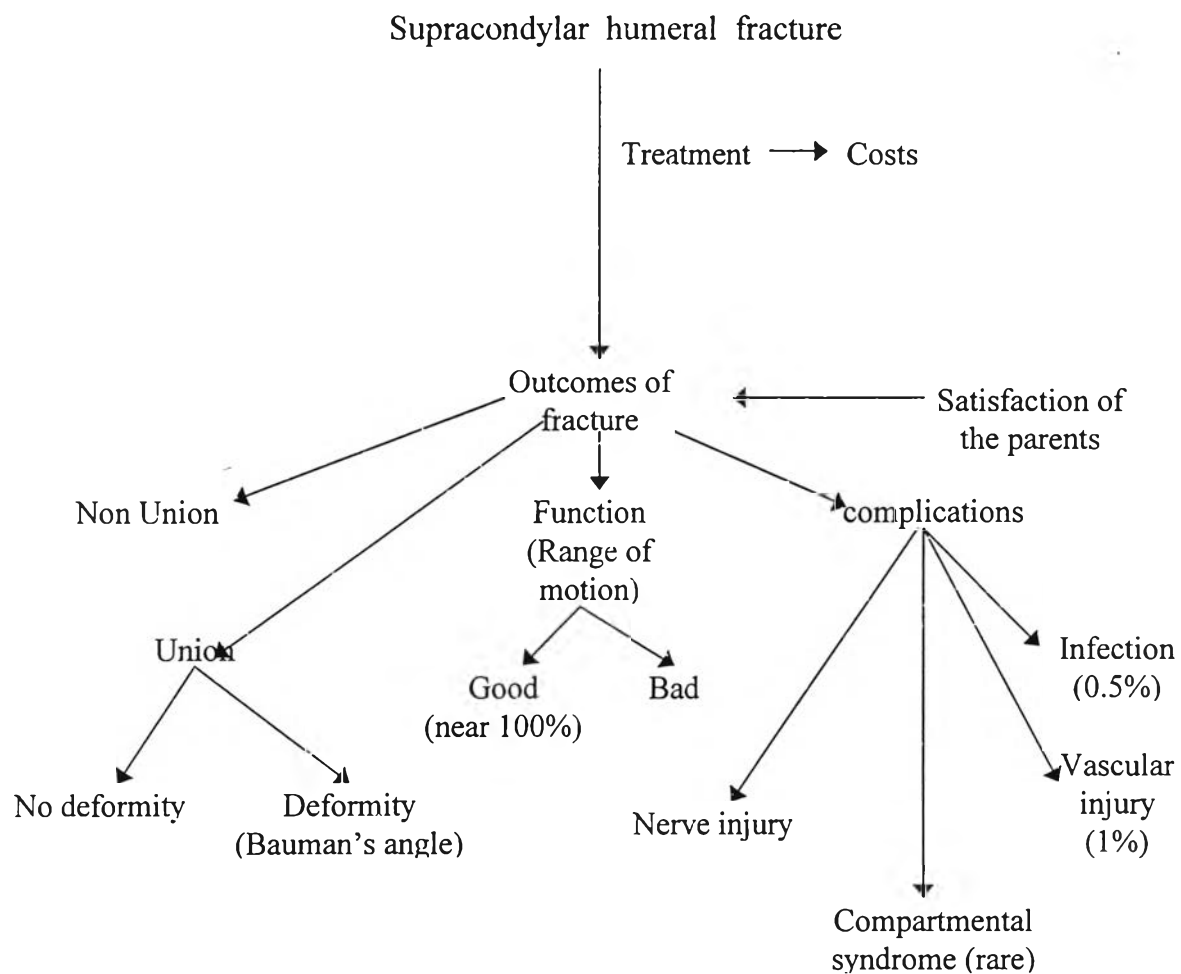 Supracondylar humeral fracture
Treatment
Costs
Outcomes of
fracture
Satisfaction of
the parents
Non Union
Function
(Range of
motion)
complications
Union
Good
(near 100%)
Bad
Infection
(0.5%)
No deformity
Deformity
(Bauman's angle)
Nerve injury
Vascular
injury
(1%)
Compartmental
syndrome (rare)